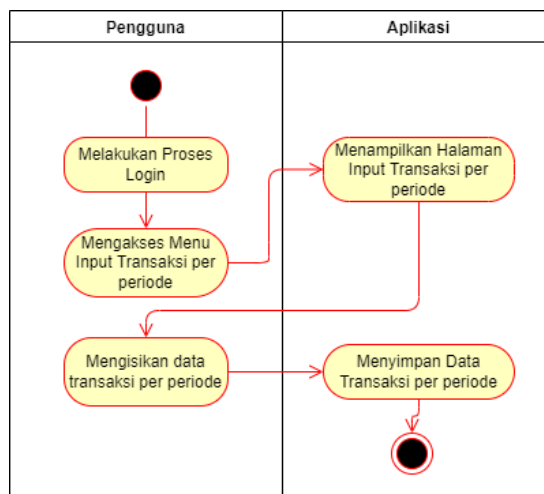 Pengguna
Aplikasi
Melakukan Proses
Login
Menampilkan Halaman
Input Transaksi per
periode
Mengakses Menu
Input Transaksi per
periode
Mengisikan data
transaksi per periode
Menyimpan Data
Transaksi per periode